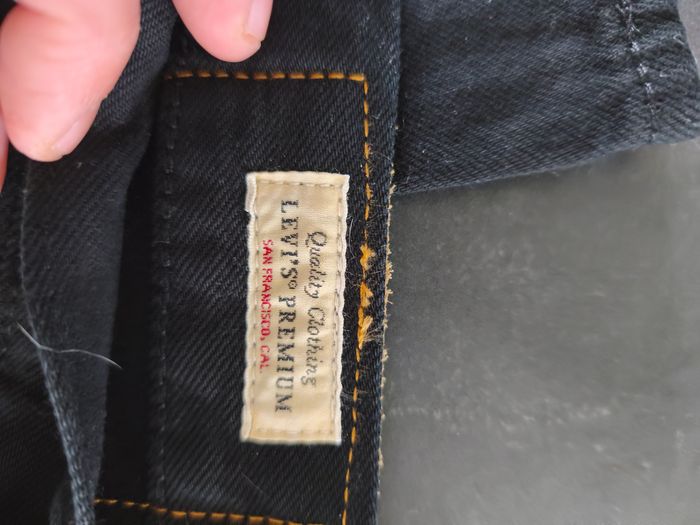 Quality Clothing
LEVI'S® PREMIUM
SAN FRANCISCO, CAL.